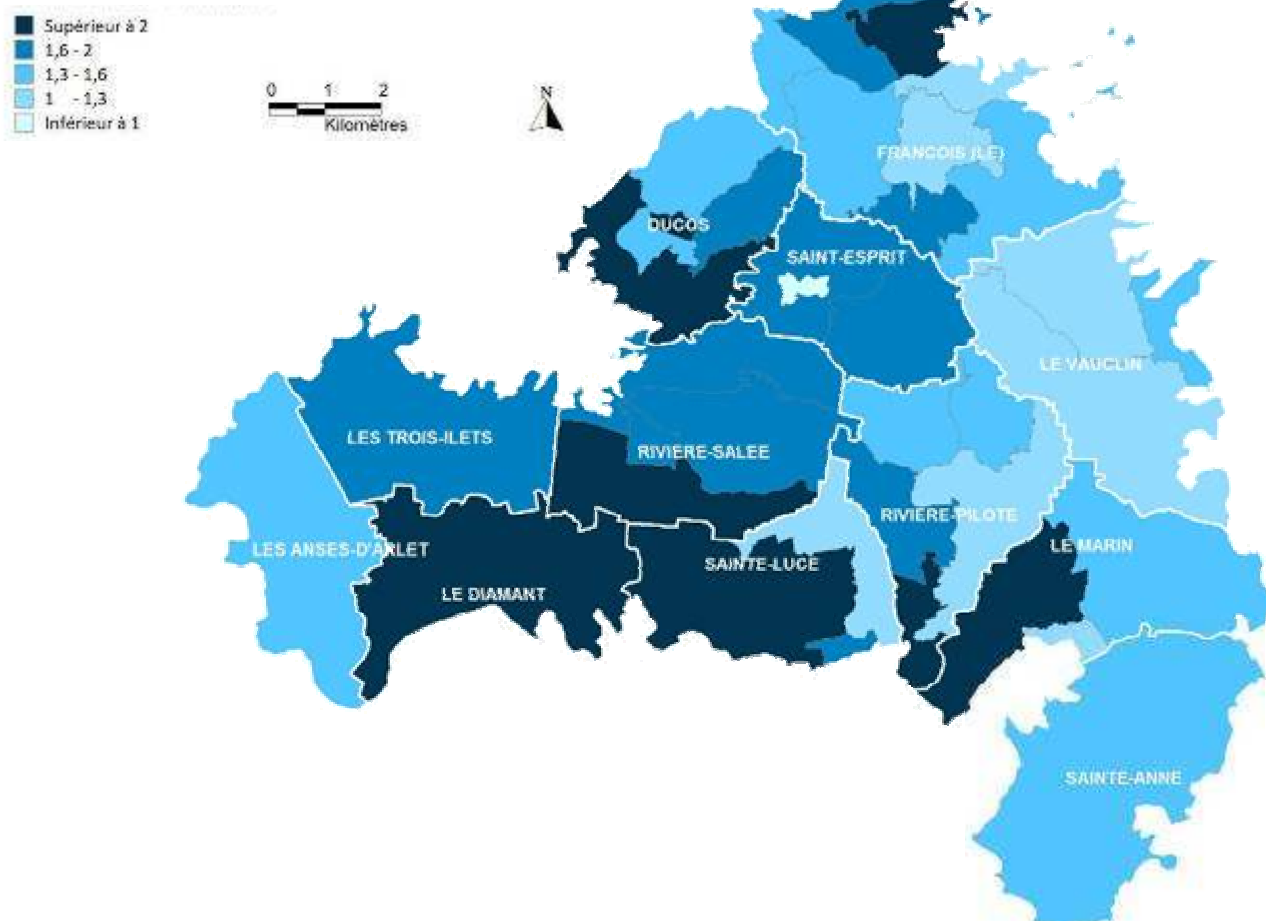 Supérieur à 2
1,6 - 2
1,3 - 1,6
1 - 1,3
Inférieur à 1
0 1 2
Kilomètres
N
FRANCOIS (LE)
DUCOS
SAINT-ESPRIT
LE VAUCLIN
LES TROIS-ILETS
RIVIERE-SALEE
RIVIERE-PILOTE
LES ANSES-D'ARLET
LE MARIN
SAINTE-LUCE
LE DIAMANT
SAINTE-ANNE